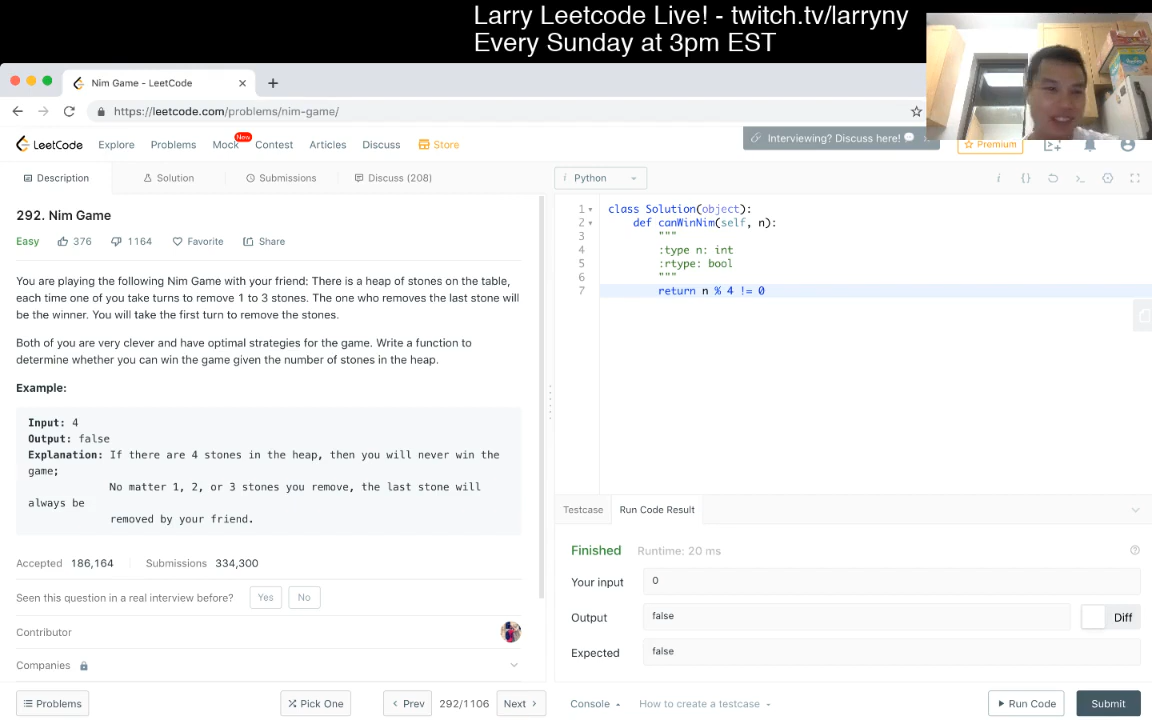 Larry Leetcode Live! - twitch.tv/larryny
Every Sunday at 3pm EST
Nim Game - LeetCode
https://leetcode.com/problems/nim-game/
LeetCode
Explore
Problems
Mock
New
Contest
Articles
Discuss
Store
Interviewing? Discuss here!
Premium
Description
Solution
Submissions
Discuss (208)
i Python
292. Nim Game
Easy
376
1164
Favorite
Share
You are playing the following Nim Game with your friend: There is a heap of stones on the table,
each time one of you take turns to remove 1 to 3 stones. The one who removes the last stone will
be the winner. You will take the first turn to remove the stones.
Both of you are very clever and have optimal strategies for the game. Write a function to
determine whether you can win the game given the number of stones in the heap.
Example:
Input: 4
Output: false
Explanation: If there are 4 stones in the heap, then you will never win the
game;
No matter 1, 2, or 3 stones you remove, the last stone will
always be
removed by your friend.
Accepted 186,164
Submissions 334,300
Seen this question in a real interview before?
Yes
No
Contributor
Companies
Problems
Pick One
Prev
292/1106
Next
1 class Solution(object):
2 def canWinNim(self, n):
3 """
4 :type n: int
5 :rtype: bool
6 """
7 return n % 4 != 0
Testcase
Run Code Result
Finished
Runtime: 20 ms
Your input
0
Output
false
Diff
Expected
false
Console
How to create a testcase
Run Code
Submit